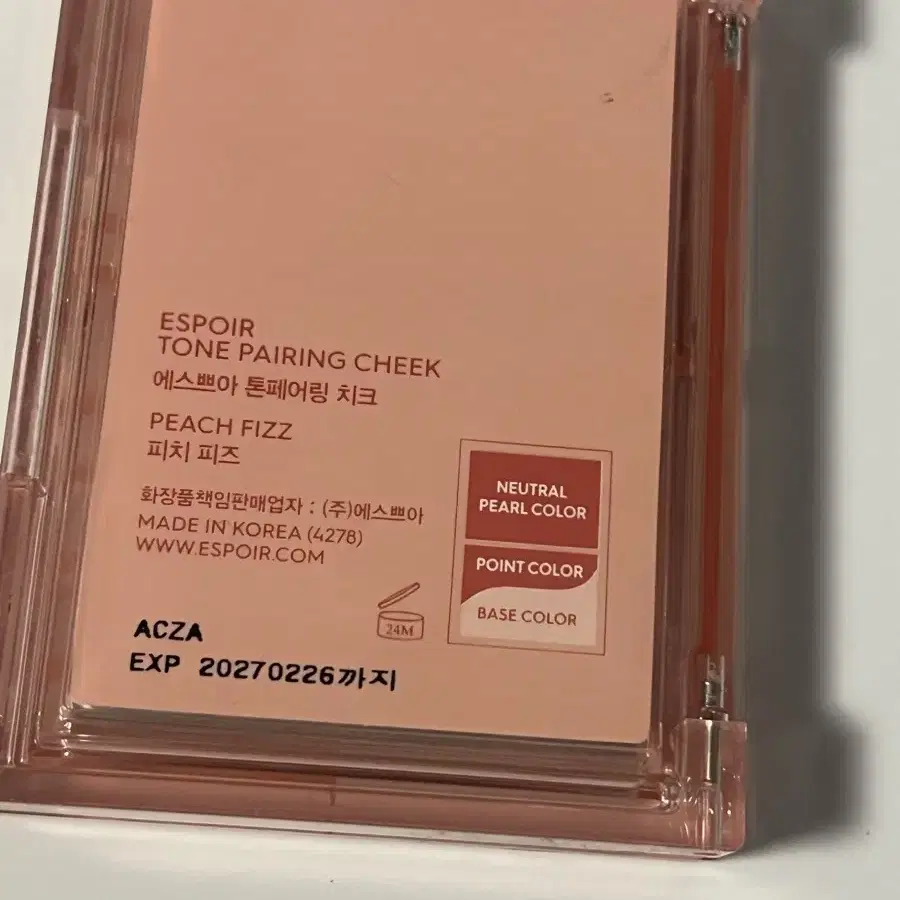 ESPOIR
TONE PAIRING CHEEK
에스쁘아 톤페어링 치크
PEACH FIZZ
피치 피즈
화장품책임판매업자 : (주)에스쁘아
MADE IN KOREA (4278)
WWW.ESPOIR.COM
NEUTRAL
PEARL COLOR
POINT COLOR
BASE COLOR
24M
ACZA
EXP 20270226까지